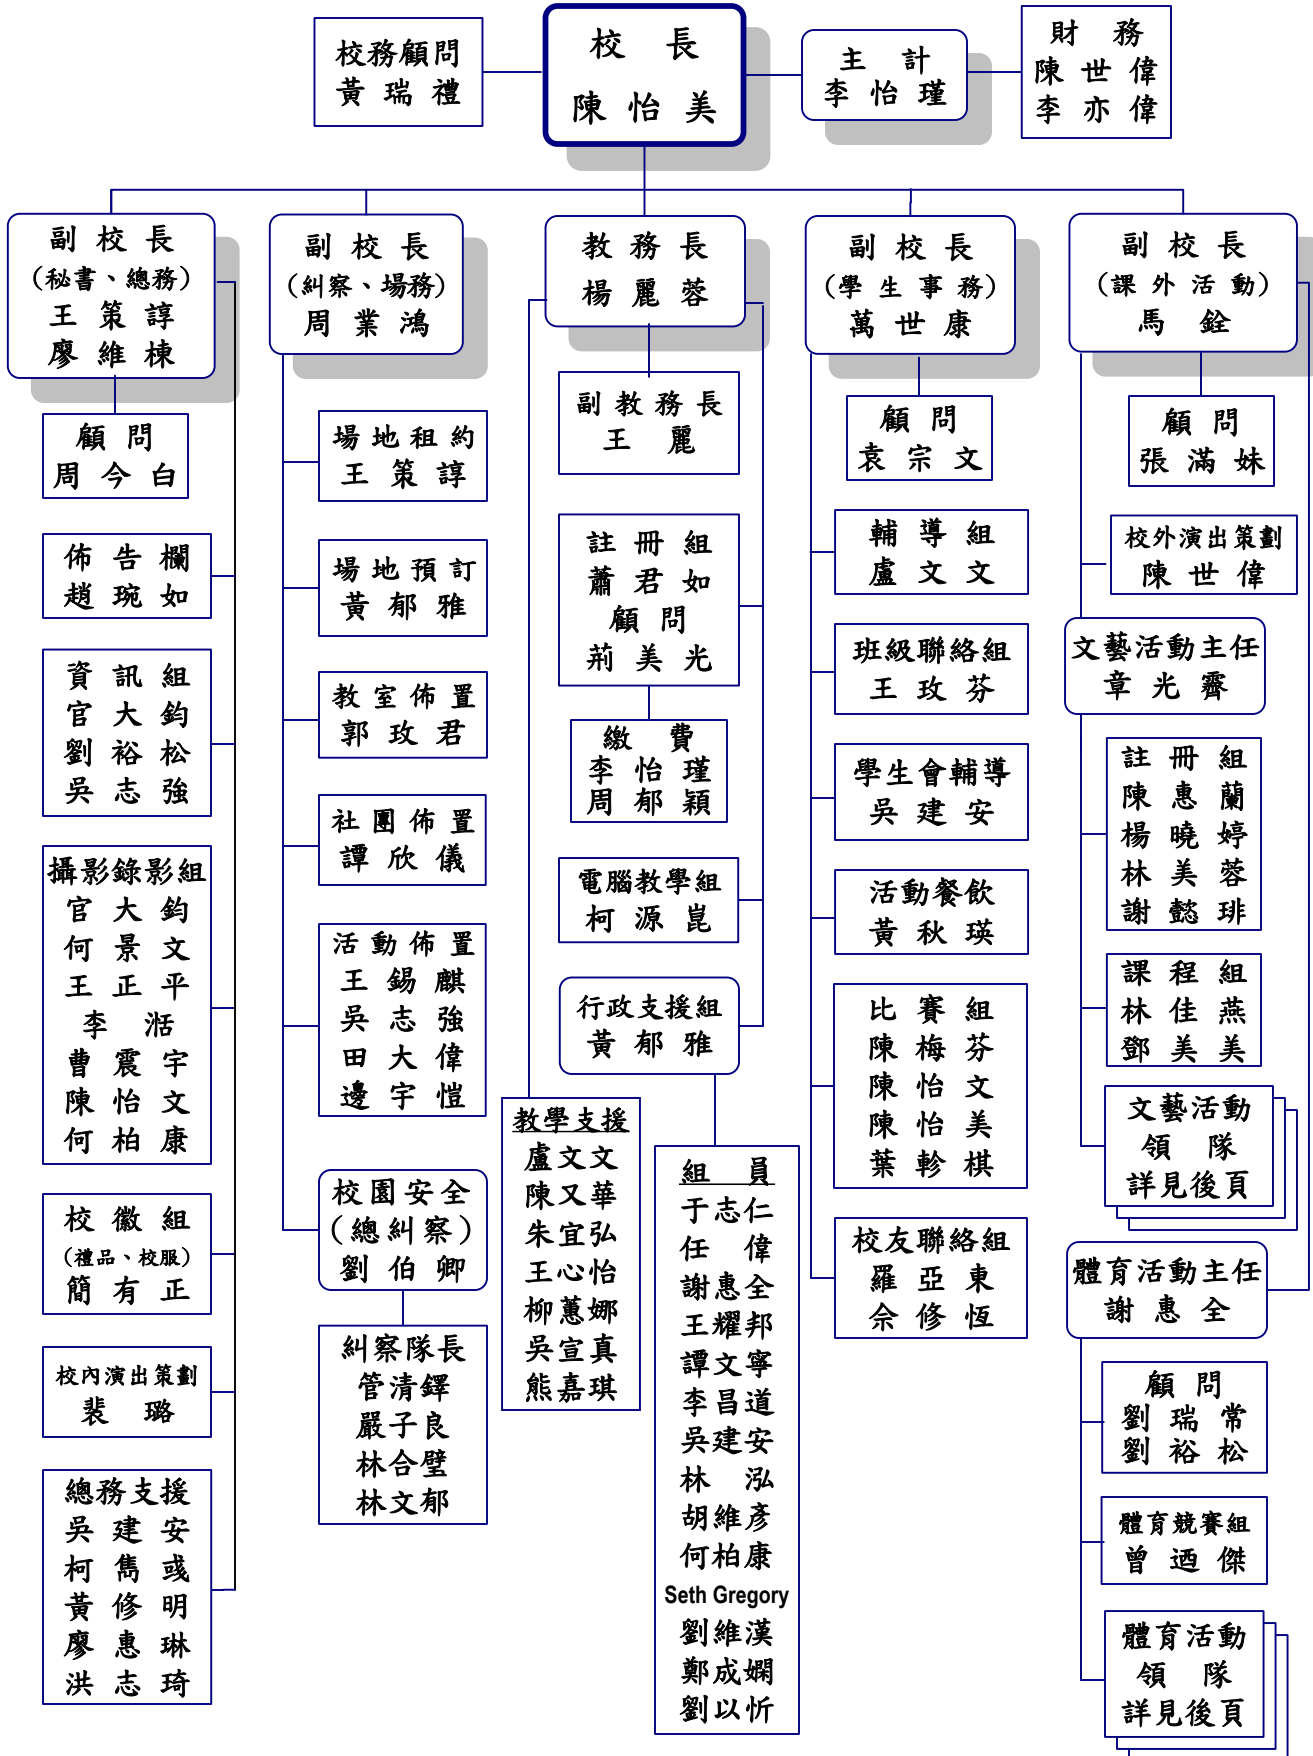 校務顧問
黃瑞禮
校長
陳怡美
主計
李怡瑾
財務
陳世偉
李亦偉
副校長
(秘書、總務)
王策諄
廖維棟
顧問
周今白
佈告欄
趙琬如
資訊組
官大鈞
劉裕松
吳志強
攝影錄影組
官大鈞
何景文
王正平
李湉
曹震宇
陳怡文
何柏康
校徽組
(禮品、校服)
簡有正
校內演出策劃
裴璐
總務支援
吳建安
柯雋彧
黃修明
廖惠琳
洪志琦
副校長
(糾察、場務)
周業鴻
場地租約
王策諄
場地預訂
黃郁雅
教室佈置
郭玫君
社團佈置
譚欣儀
活動佈置
王錫麒
吳志強
田大偉
邊宇愷
校園安全
(總糾察)
劉伯卿
糾察隊長
管清鐸
嚴子良
林合璧
林文郁
教務長
楊麗蓉
副教務長
王麗
註冊組
蕭君如
顧問
荊美光
繳費
李怡瑾
周郁穎
電腦教學組
柯源崑
行政支援組
黃郁雅
教學支援
盧文文
陳又華
朱宜弘
王心怡
柳蕙娜
吳宣真
熊嘉琪
組員
于志仁
任偉
謝惠全
王耀邦
譚文寧
李昌道
吳建安
林泓
胡維彥
何柏康
Seth Gregory
劉維漢
鄭成嫻
劉以忻
副校長
(學生事務)
萬世康
顧問
袁宗文
輔導組
盧文文
班級聯絡組
王玫芬
學生會輔導
吳建安
活動餐飲
黃秋瑛
比賽組
陳梅芬
陳怡文
陳怡美
葉軫棋
校友聯絡組
羅亞東
佘修恆
副校長
(課外活動)
馬銓
顧問
張滿妹
校外演出策劃
陳世偉
文藝活動主任
章光霽
註冊組
陳惠蘭
楊曉婷
林美蓉
謝懿琲
課程組
林佳燕
鄧美美
文藝活動
領隊
詳見後頁
體育活動主任
謝惠全
顧問
劉瑞常
劉裕松
體育競賽組
曾迺傑
體育活動
領隊
詳見後頁